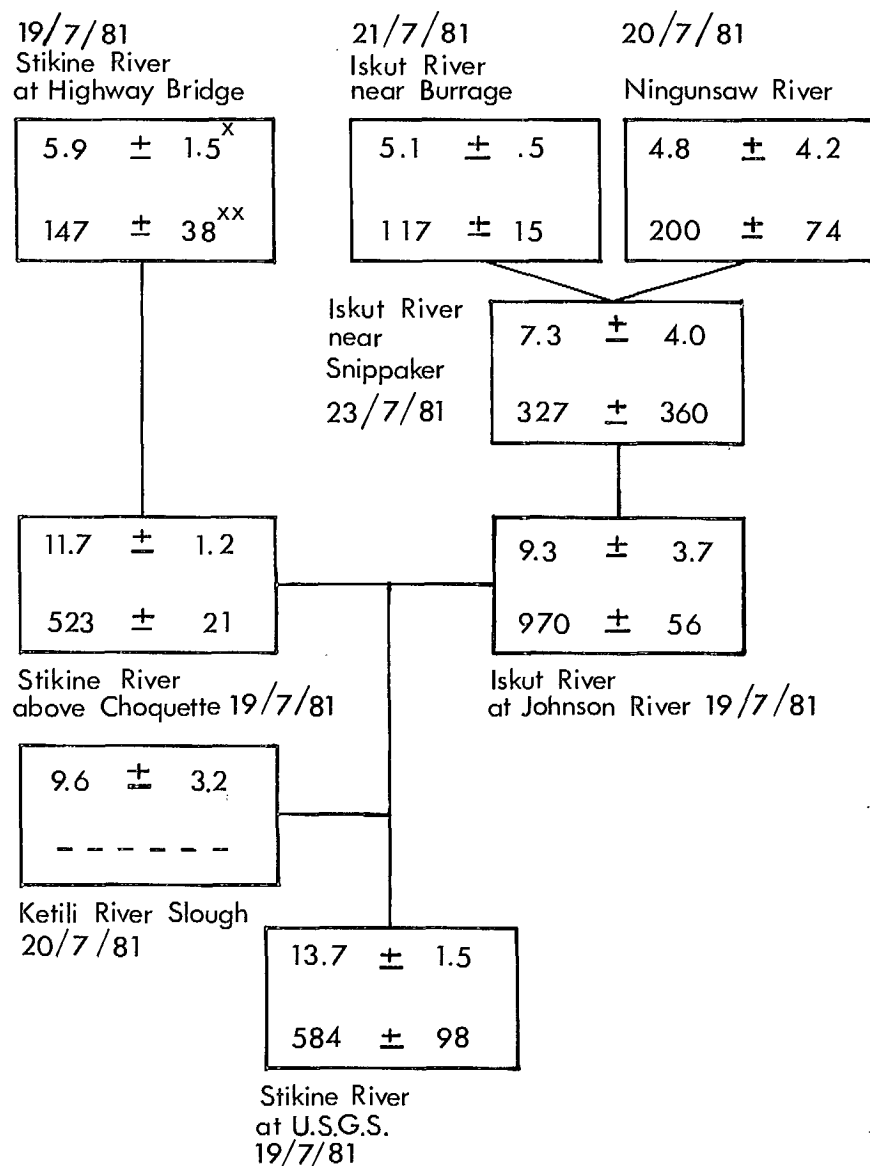 19/7/81
Stikine River
at Highway Bridge
5.9 ± 1.5ˣ
147 ± 38ˣˣ
21/7/81
Iskut River
near Burrage
5.1 ± .5
117 ± 15
20/7/81
Ningunsaw River
4.8 ± 4.2
200 ± 74
Iskut River
near
Snippaker
23/7/81
7.3 ± 4.0
327 ± 360
11.7 ± 1.2
523 ± 21
Stikine River
above Choquette 19/7/81
9.3 ± 3.7
970 ± 56
Iskut River
at Johnson River 19/7/81
9.6 ± 3.2
– – – – – –
Ketili River Slough
20/7/81
13.7 ± 1.5
584 ± 98
Stikine River
at U.S.G.S.
19/7/81